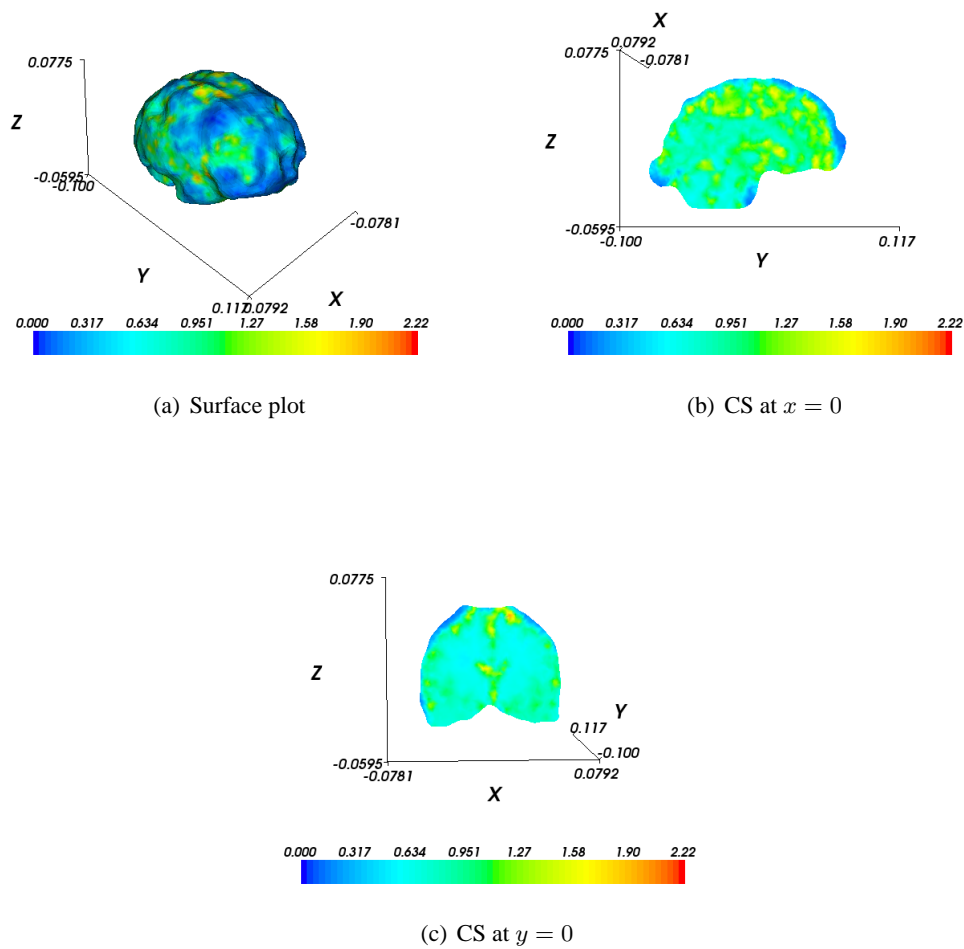 0.0775
Z
-0.0595
-0.100
-0.0781
Y
0.117
0.0792
X
0.000 0.317 0.634 0.951 1.27 1.58 1.90 2.22
(a) Surface plot
X
0.0792
0.0775
-0.0781
Z
-0.0595
-0.100
0.117
Y
0.000 0.317 0.634 0.951 1.27 1.58 1.90 2.22
(b) CS at x = 0
0.0775
Z
Y
0.117
-0.100
-0.0595
-0.0781
0.0792
X
0.000 0.317 0.634 0.951 1.27 1.58 1.90 2.22
(c) CS at y = 0